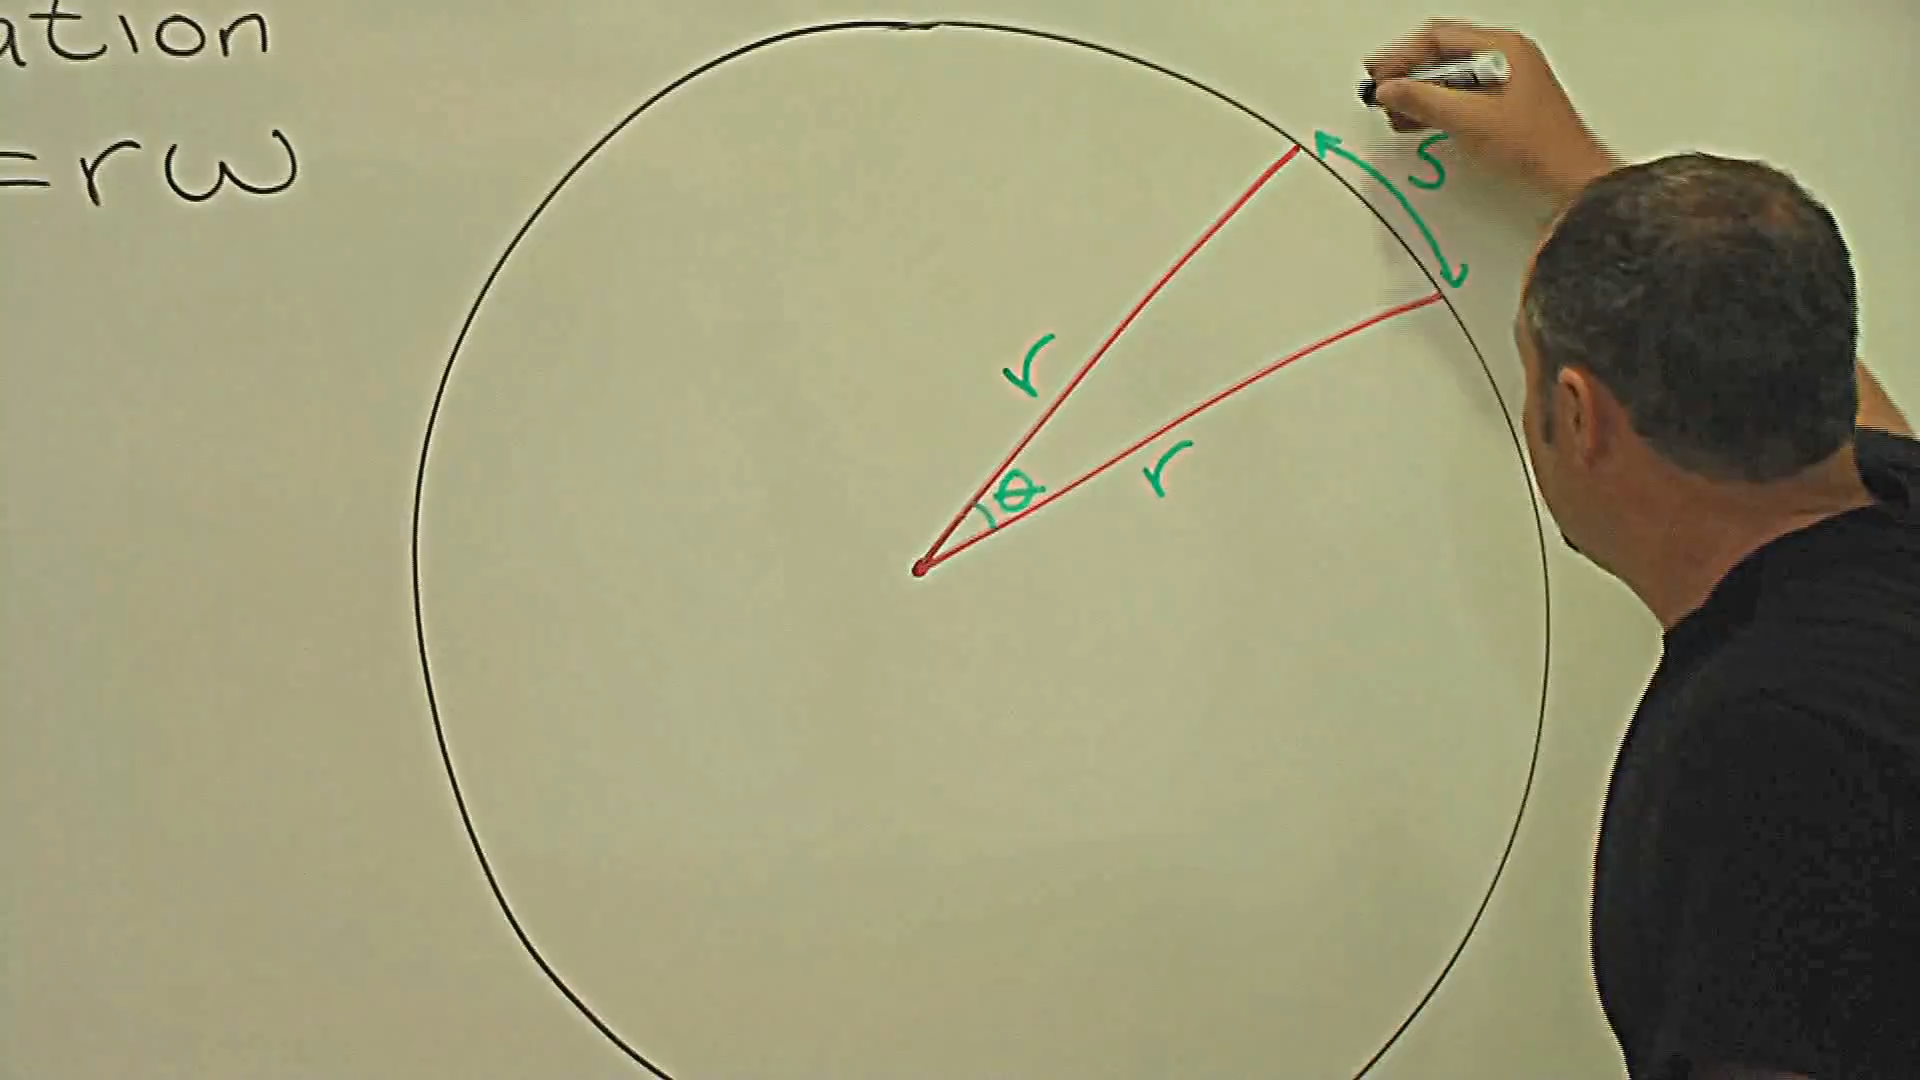 ation
=rω
S
r
r
θ